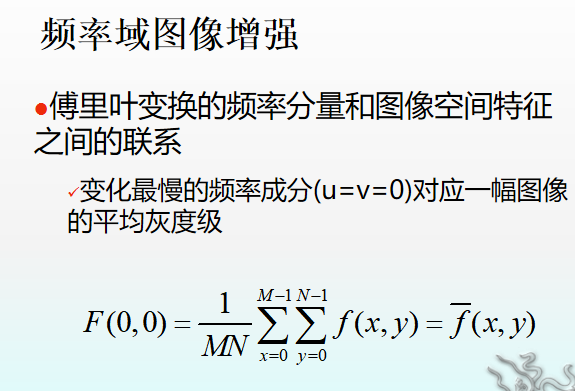 频率域图像增强
●傅里叶变换的频率分量和图像空间特征
之间的联系
✓变化最慢的频率成分(u=v=0)对应一幅图像
的平均灰度级
F(0,0) = \frac{1}{MN} \sum_{x=0}^{M-1} \sum_{y=0}^{N-1} f(x,y) = \overline{f}(x,y)